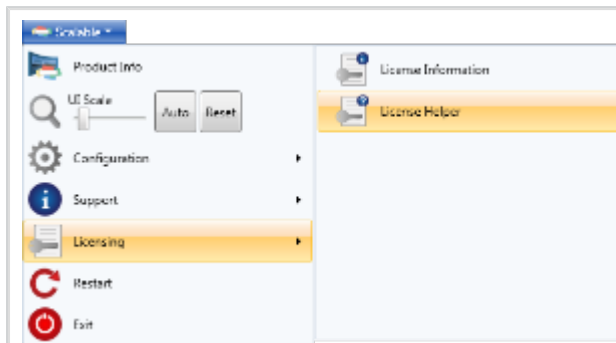 Scalable
Product Info
License Information
UI Scale
Auto Reset
License Helper
Configuration
Support
Licensing
Restart
Exit